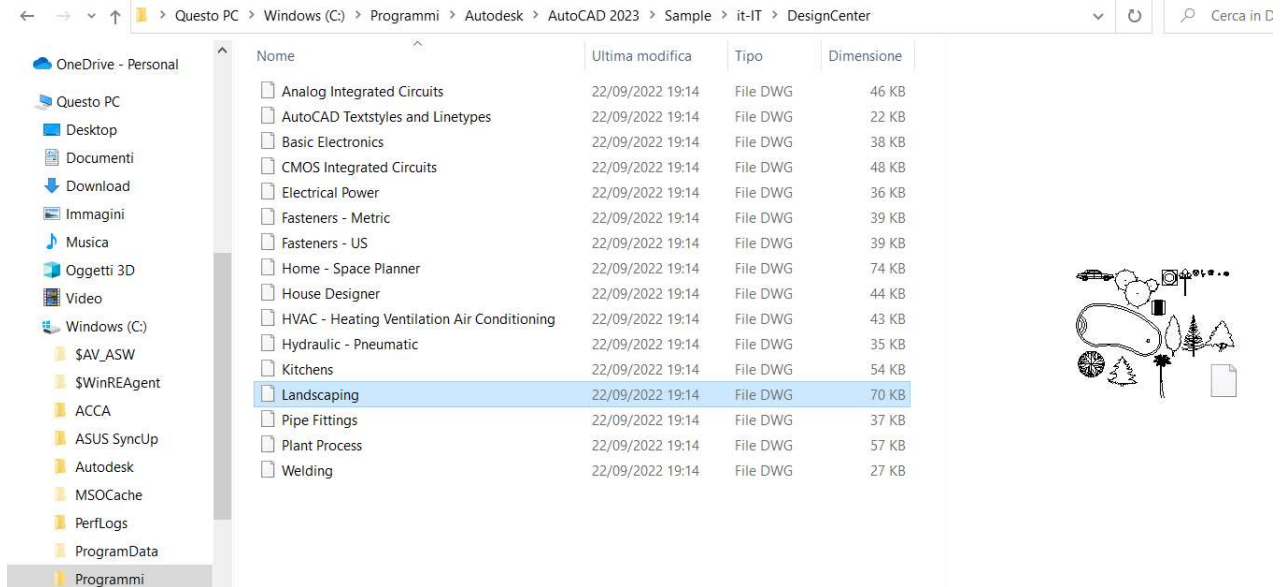 Questo PC > Windows (C:) > Programmi > Autodesk > AutoCAD 2023 > Sample > it-IT > DesignCenter
Cerca in D
OneDrive - Personal
Questo PC
Desktop
Documenti
Download
Immagini
Musica
Oggetti 3D
Video
Windows (C:)
$AV_ASW
$WinREAgent
ACCA
ASUS SyncUp
Autodesk
MSOCache
PerfLogs
ProgramData
Programmi
Nome Ultima modifica Tipo Dimensione
Analog Integrated Circuits 22/09/2022 19:14 File DWG 46 KB
AutoCAD Textstyles and Linetypes 22/09/2022 19:14 File DWG 22 KB
Basic Electronics 22/09/2022 19:14 File DWG 38 KB
CMOS Integrated Circuits 22/09/2022 19:14 File DWG 48 KB
Electrical Power 22/09/2022 19:14 File DWG 36 KB
Fasteners - Metric 22/09/2022 19:14 File DWG 39 KB
Fasteners - US 22/09/2022 19:14 File DWG 39 KB
Home - Space Planner 22/09/2022 19:14 File DWG 74 KB
House Designer 22/09/2022 19:14 File DWG 44 KB
HVAC - Heating Ventilation Air Conditioning 22/09/2022 19:14 File DWG 43 KB
Hydraulic - Pneumatic 22/09/2022 19:14 File DWG 35 KB
Kitchens 22/09/2022 19:14 File DWG 54 KB
Landscaping 22/09/2022 19:14 File DWG 70 KB
Pipe Fittings 22/09/2022 19:14 File DWG 37 KB
Plant Process 22/09/2022 19:14 File DWG 57 KB
Welding 22/09/2022 19:14 File DWG 27 KB